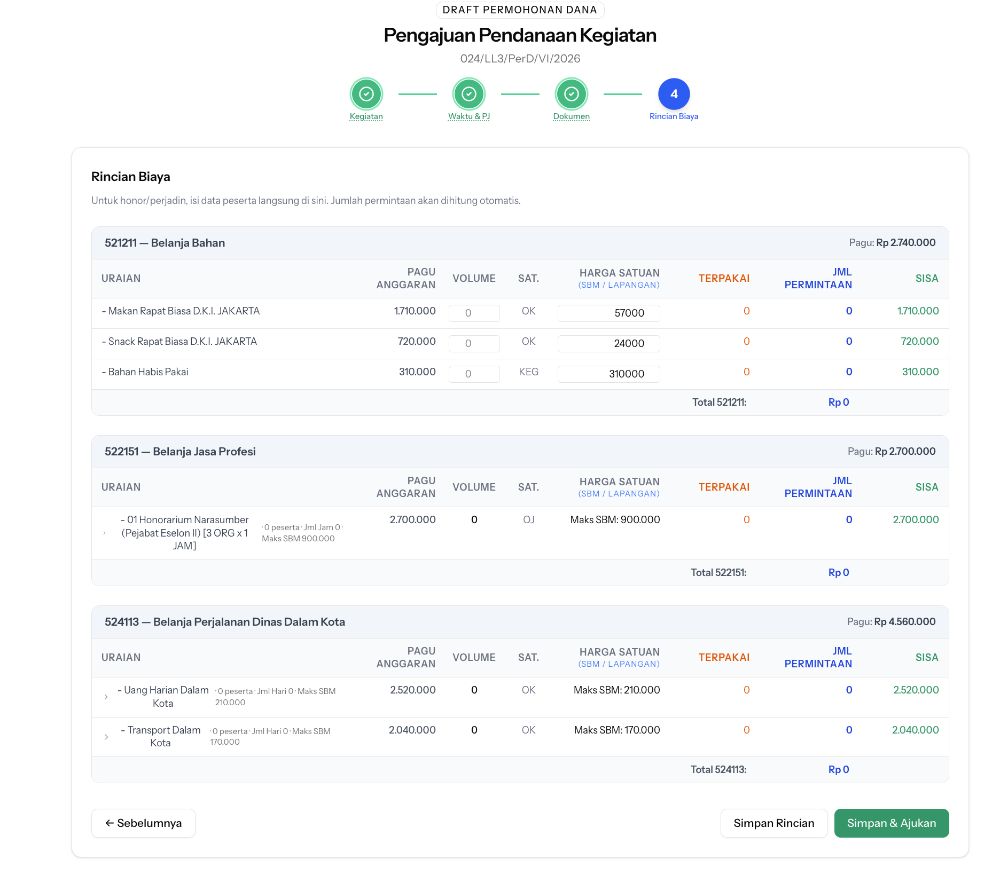 DRAFT PERMOHONAN DANA
Pengajuan Pendanaan Kegiatan
024/LL3/PerD/VI/2026
4
Kegiatan Waktu & PJ Dokumen Rincian Biaya
Rincian Biaya
Untuk honor/perjadin, isi data peserta langsung di sini. Jumlah permintaan akan dihitung otomatis.
521211 — Belanja Bahan Pagu: Rp 2.740.000
URAIAN PAGU ANGGARAN VOLUME SAT. HARGA SATUAN (SBM / LAPANGAN) TERPAKAI JML PERMINTAAN SISA
- Makan Rapat Biasa D.K.I. JAKARTA 1.710.000 0 OK 57000 0 0 1.710.000
- Snack Rapat Biasa D.K.I. JAKARTA 720.000 0 OK 24000 0 0 720.000
- Bahan Habis Pakai 310.000 0 KEG 310000 0 0 310.000
Total 521211: Rp 0
522151 — Belanja Jasa Profesi Pagu: Rp 2.700.000
URAIAN PAGU ANGGARAN VOLUME SAT. HARGA SATUAN (SBM / LAPANGAN) TERPAKAI JML PERMINTAAN SISA
- 01 Honorarium Narasumber (Pejabat Eselon II) [3 ORG x 1 JAM] · 0 peserta · Jml Jam 0 · Maks SBM 900.000 2.700.000 0 OJ Maks SBM: 900.000 0 0 2.700.000
Total 522151: Rp 0
524113 — Belanja Perjalanan Dinas Dalam Kota Pagu: Rp 4.560.000
URAIAN PAGU ANGGARAN VOLUME SAT. HARGA SATUAN (SBM / LAPANGAN) TERPAKAI JML PERMINTAAN SISA
- Uang Harian Dalam Kota · 0 peserta · Jml Hari 0 · Maks SBM 210.000 2.520.000 0 OK Maks SBM: 210.000 0 0 2.520.000
- Transport Dalam Kota · 0 peserta · Jml Hari 0 · Maks SBM 170.000 2.040.000 0 OK Maks SBM: 170.000 0 0 2.040.000
Total 524113: Rp 0
← Sebelumnya Simpan Rincian Simpan & Ajukan